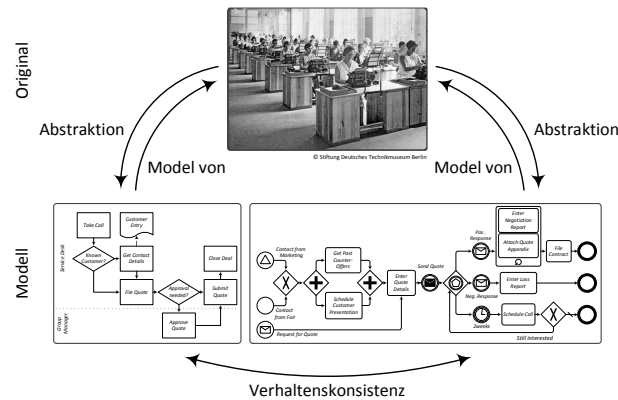 Original
Abstraktion
Model von
© Stiftung Deutsches Technikmuseum Berlin
Model von
Abstraktion
Modell
Service Desk
Group
Manager
Take Call
Customer
Entry
Known
Customer?
Get Contact
Details
Close Deal
File Quote
Approval
needed?
Submit
Quote
Approve
Quote
Contact from
Marketing
Contact
from Fair
Request for Quote
Get Past
Counter-
Offers
Schedule
Customer
Presentation
Enter
Quote
Details
Send Quote
Pos.
Response
Enter
Negotiation
Report
Attach Quote
Appendix
File
Contract
Neg. Response
Enter Loss
Report
2weeks
Schedule Call
Still Interested
Verhaltenskonsistenz